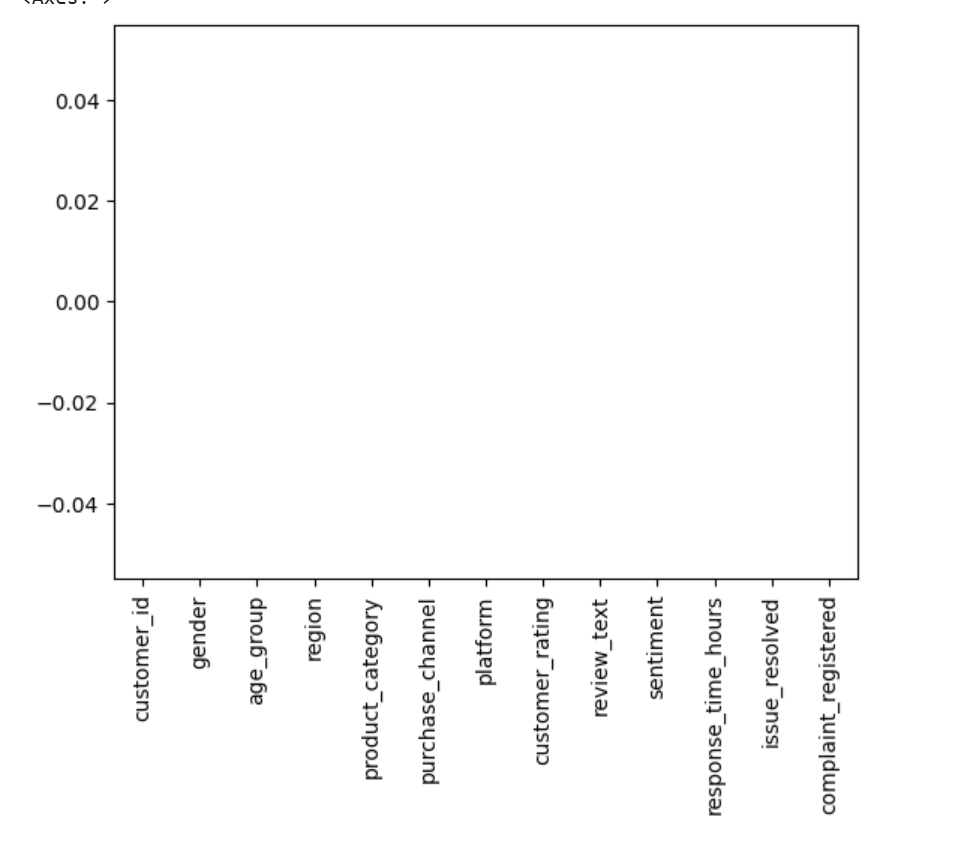 <Axes: >
0.04
0.02
0.00
−0.02
−0.04
customer_id
gender
age_group
region
product_category
purchase_channel
platform
customer_rating
review_text
sentiment
response_time_hours
issue_resolved
complaint_registered